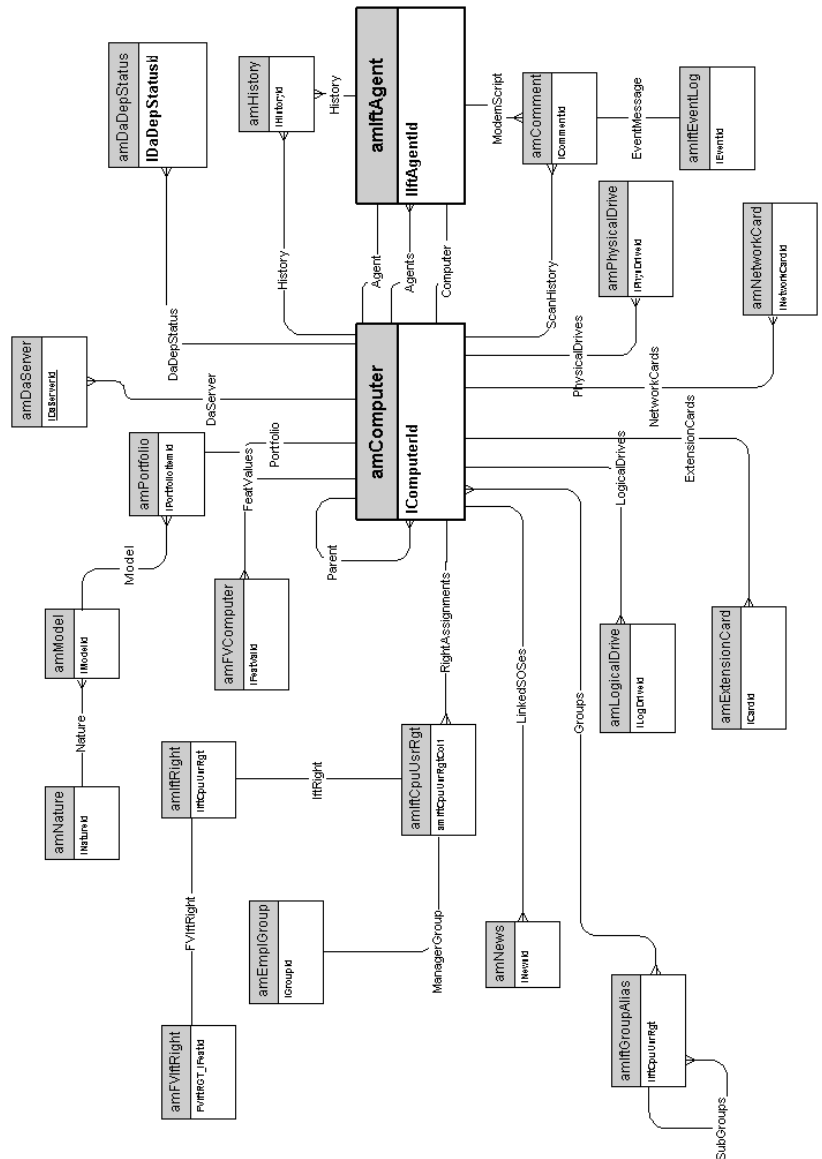 amFVIftRight
FVIftRGT_lFeatId
FVIftRight
amIftRight
lIftCpuUsrRgt
IftRight
amNature
lNatureId
Nature
amModel
lModelId
Model
amPortfolio
lPortfolioItemId
Portfolio
amDaServer
lDaServerId
DaServer
amDaDepStatus
lDaDepStatusId
DaDepStatus
amEmplGroup
lGroupId
ManagerGroup
amFVComputer
lFeatValId
FeatValues
amHistory
lHistoryId
History
History
Parent
amComputer
lComputerId
Agent
Agents
Computer
amIftAgent
lIftAgentId
amIftCpuUsrRgt
amIftCpuUsrRgtCol1
RightAssignments
ModemScript
amComment
lCommentId
ScanHistory
EventMessage
amIftEventLog
lEventId
amNews
lNewsId
LinkedSOSes
Groups
amLogicalDrive
lLogDriveId
LogicalDrives
PhysicalDrives
amPhysicalDrive
lPhysDriveId
NetworkCards
amNetworkCard
lNetworkCardId
SubGroups
amIftGroupAlias
lIftCpuUsrRgt
amExtensionCard
lCardId
ExtensionCards